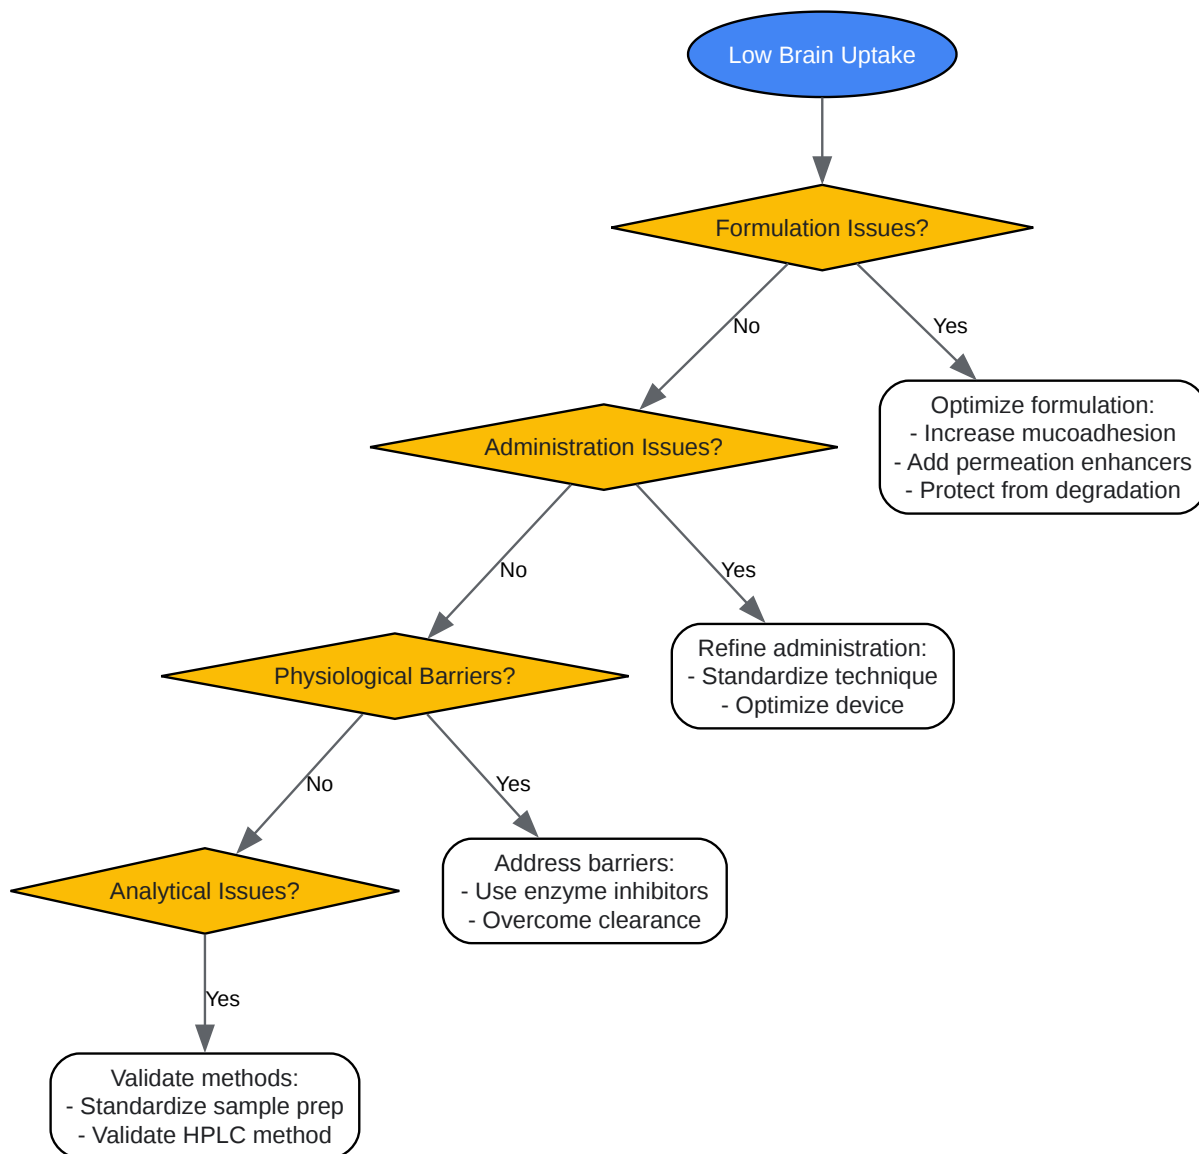 Low Brain Uptake
Formulation Issues?
No
Yes
Optimize formulation:
- Increase mucoadhesion
- Add permeation enhancers
- Protect from degradation
Administration Issues?
No
Yes
Refine administration:
- Standardize technique
- Optimize device
Physiological Barriers?
No
Yes
Address barriers:
- Use enzyme inhibitors
- Overcome clearance
Analytical Issues?
Yes
Validate methods:
- Standardize sample prep
- Validate HPLC method